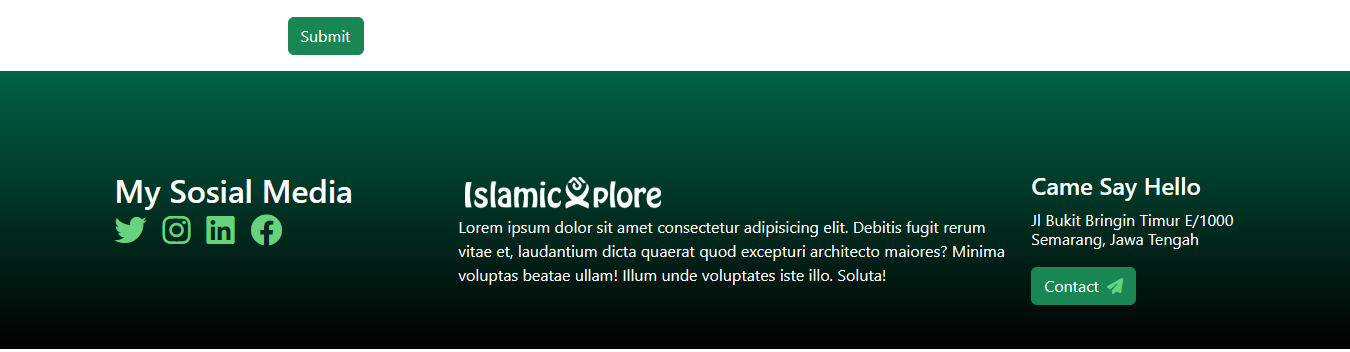 Submit
My Sosial Media
Islamic Xplore
Lorem ipsum dolor sit amet consectetur adipisicing elit. Debitis fugit rerum
vitae et, laudantium dicta quaerat quod excepturi architecto maiores? Minima
voluptas beatae ullam! Illum unde voluptates iste illo. Soluta!
Came Say Hello
Jl Bukit Bringin Timur E/1000
Semarang, Jawa Tengah
Contact